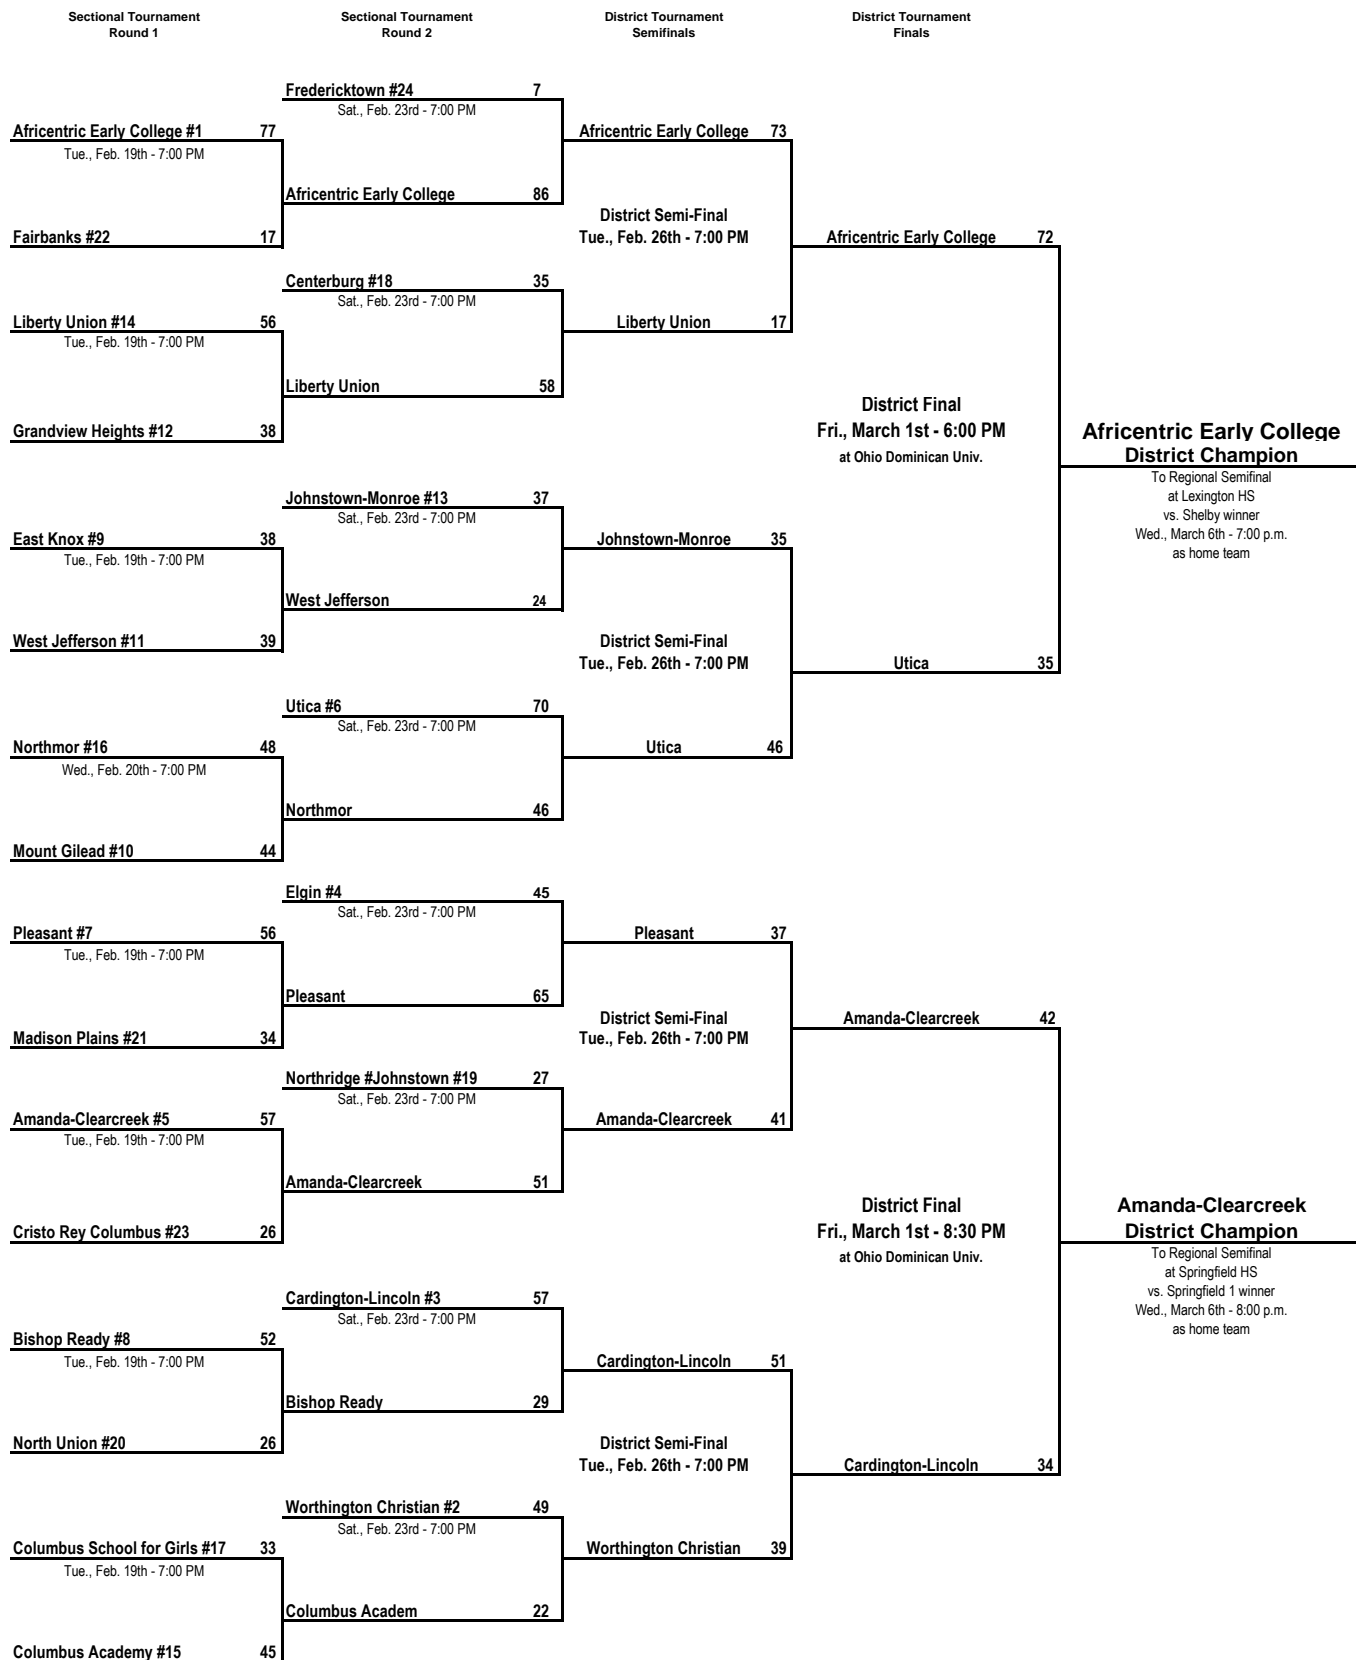 Sectional Tournament
Round 1
Sectional Tournament
Round 2
District Tournament
Semifinals
District Tournament
Finals
Fredericktown #24 7
Sat., Feb. 23rd - 7:00 PM
Africentric Early College #1 77
Africentric Early College 73
Tue., Feb. 19th - 7:00 PM
Africentric Early College 86
District Semi-Final
Fairbanks #22 17
Tue., Feb. 26th - 7:00 PM
Africentric Early College 72
Centerburg #18 35
Sat., Feb. 23rd - 7:00 PM
Liberty Union #14 56
Liberty Union 17
Tue., Feb. 19th - 7:00 PM
Liberty Union 58
District Final
Grandview Heights #12 38
Fri., March 1st - 6:00 PM
Africentric Early College
at Ohio Dominican Univ.
District Champion
To Regional Semifinal
at Lexington HS
vs. Shelby winner
Wed., March 6th - 7:00 p.m.
as home team
Johnstown-Monroe #13 37
Sat., Feb. 23rd - 7:00 PM
East Knox #9 38
Johnstown-Monroe 35
Tue., Feb. 19th - 7:00 PM
West Jefferson 24
West Jefferson #11 39
District Semi-Final
Tue., Feb. 26th - 7:00 PM
Utica 35
Utica #6 70
Sat., Feb. 23rd - 7:00 PM
Northmor #16 48
Utica 46
Wed., Feb. 20th - 7:00 PM
Northmor 46
Mount Gilead #10 44
Elgin #4 45
Sat., Feb. 23rd - 7:00 PM
Pleasant #7 56
Pleasant 37
Tue., Feb. 19th - 7:00 PM
Pleasant 65
District Semi-Final
Madison Plains #21 34
Tue., Feb. 26th - 7:00 PM
Amanda-Clearcreek 42
Northridge #Johnstown #19 27
Sat., Feb. 23rd - 7:00 PM
Amanda-Clearcreek #5 57
Amanda-Clearcreek 41
Tue., Feb. 19th - 7:00 PM
Amanda-Clearcreek 51
District Final
Amanda-Clearcreek
Cristo Rey Columbus #23 26
Fri., March 1st - 8:30 PM
District Champion
at Ohio Dominican Univ.
To Regional Semifinal
at Springfield HS
vs. Springfield 1 winner
Wed., March 6th - 8:00 p.m.
as home team
Cardington-Lincoln #3 57
Sat., Feb. 23rd - 7:00 PM
Bishop Ready #8 52
Cardington-Lincoln 51
Tue., Feb. 19th - 7:00 PM
Bishop Ready 29
North Union #20 26
District Semi-Final
Tue., Feb. 26th - 7:00 PM
Cardington-Lincoln 34
Worthington Christian #2 49
Sat., Feb. 23rd - 7:00 PM
Columbus School for Girls #17 33
Worthington Christian 39
Tue., Feb. 19th - 7:00 PM
Columbus Academ 22
Columbus Academy #15 45